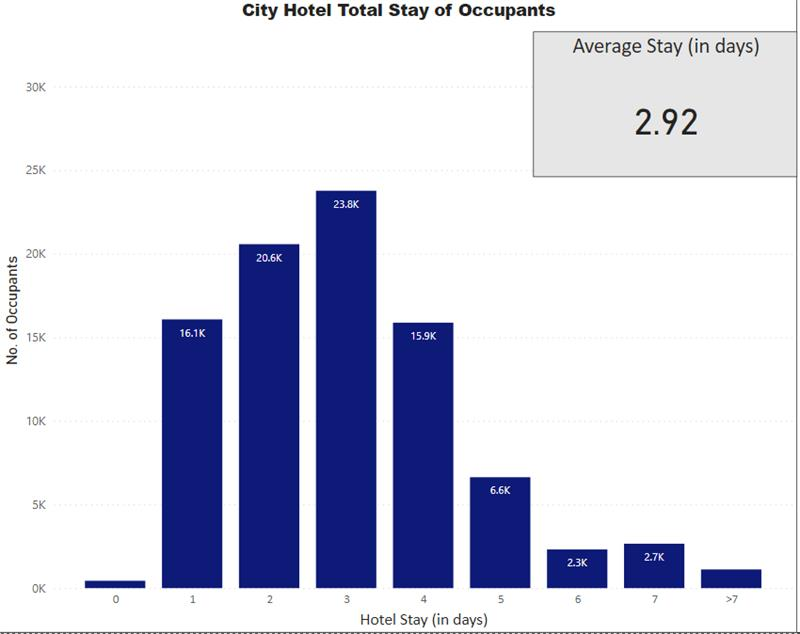 City Hotel Total Stay of Occupants
Average Stay (in days)
2.92
No. of Occupants
30K
25K
20K
15K
10K
5K
0K
16.1K
20.6K
23.8K
15.9K
6.6K
2.3K
2.7K
0 1 2 3 4 5 6 7 >7
Hotel Stay (in days)